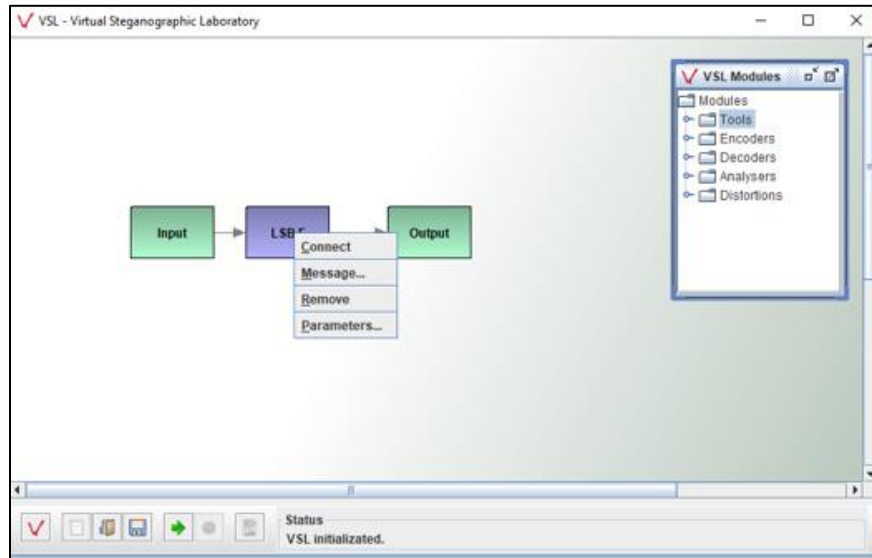 VSL - Virtual Steganographic Laboratory
VSL Modules
Modules
Tools
Encoders
Decoders
Analysers
Distortions
Input
LSB
Output
Connect
Message...
Remove
Parameters...
Status
VSL initializated.